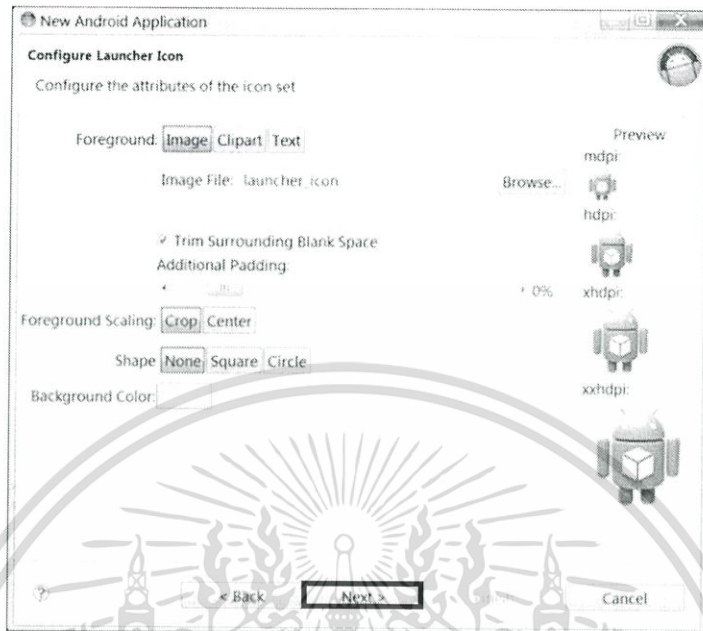 New Android Application
Configure Launcher Icon
Configure the attributes of the icon set
Foreground: Image Clipart Text
Preview
mdpi:
Image File: launcher_icon Browse...
hdpi:
Trim Surrounding Blank Space
Additional Padding:
0% xhdpi:
Foreground Scaling: Crop Center
Shape None Square Circle
Background Color:
xxhdpi:
? < Back Next > Finish Cancel